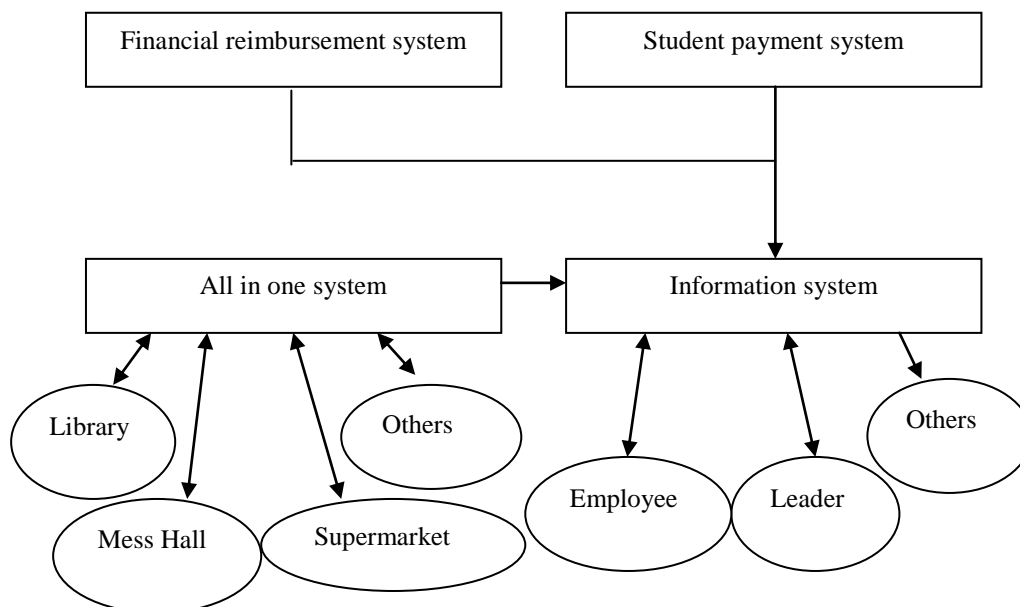 Financial reimbursement system
Student payment system
All in one system
Information system
Library
Others
Others
Employee
Leader
Mess Hall
Supermarket